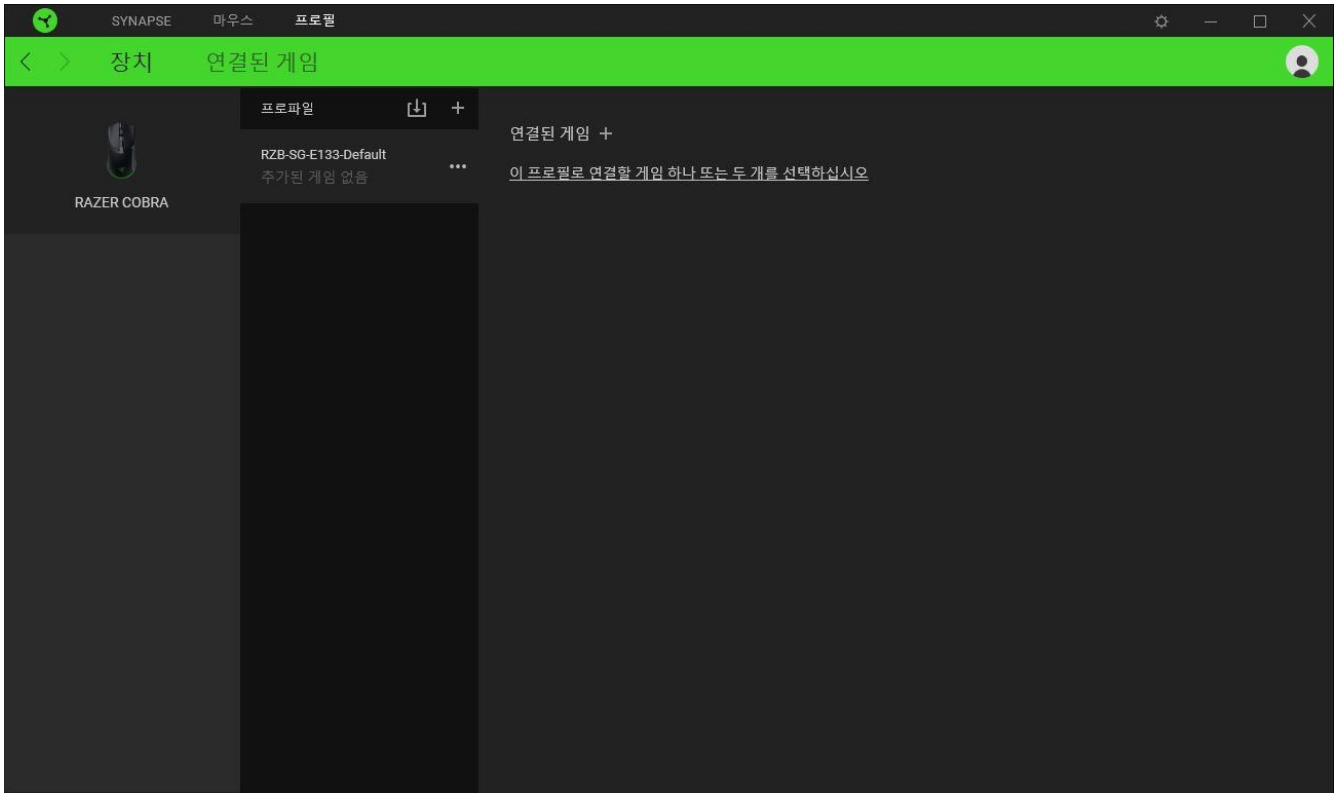 SYNAPSE 마우스 프로필
장치 연결된 게임
RAZER COBRA
프로파일
RZB-SG-E133-Default
추가된 게임 없음
연결된 게임
이 프로필로 연결할 게임 하나 또는 두 개를 선택하십시오